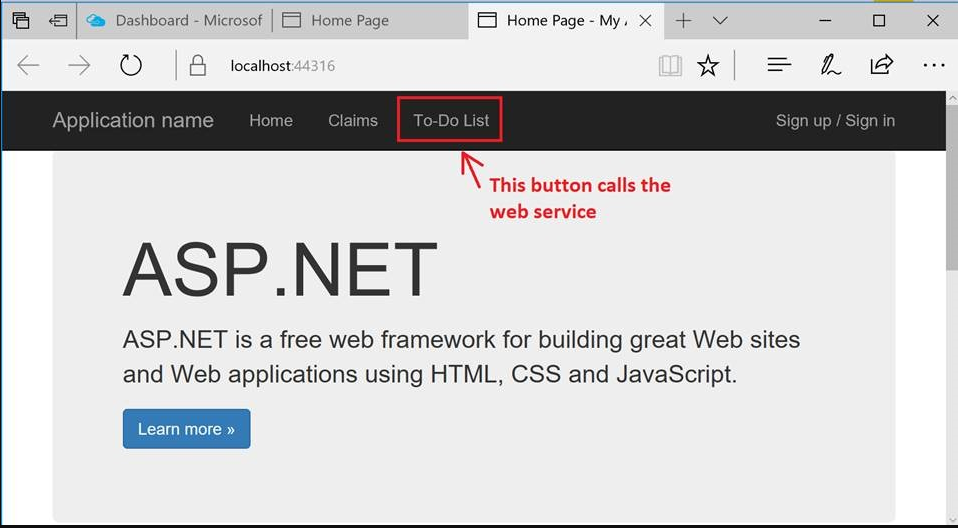 Dashboard - Microsof
Home Page
Home Page - My
localhost:44316
Application name
Home
Claims
To-Do List
Sign up / Sign in
This button calls the
web service
ASP.NET
ASP.NET is a free web framework for building great Web sites
and Web applications using HTML, CSS and JavaScript.
Learn more »